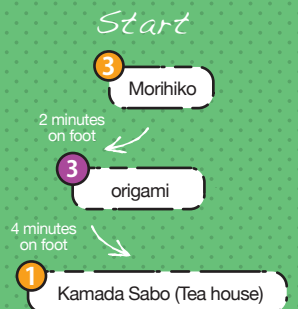 Start
3
Morihiko
2 minutes
on foot
3
origami
4 minutes
on foot
1
Kamada Sabo (Tea house)